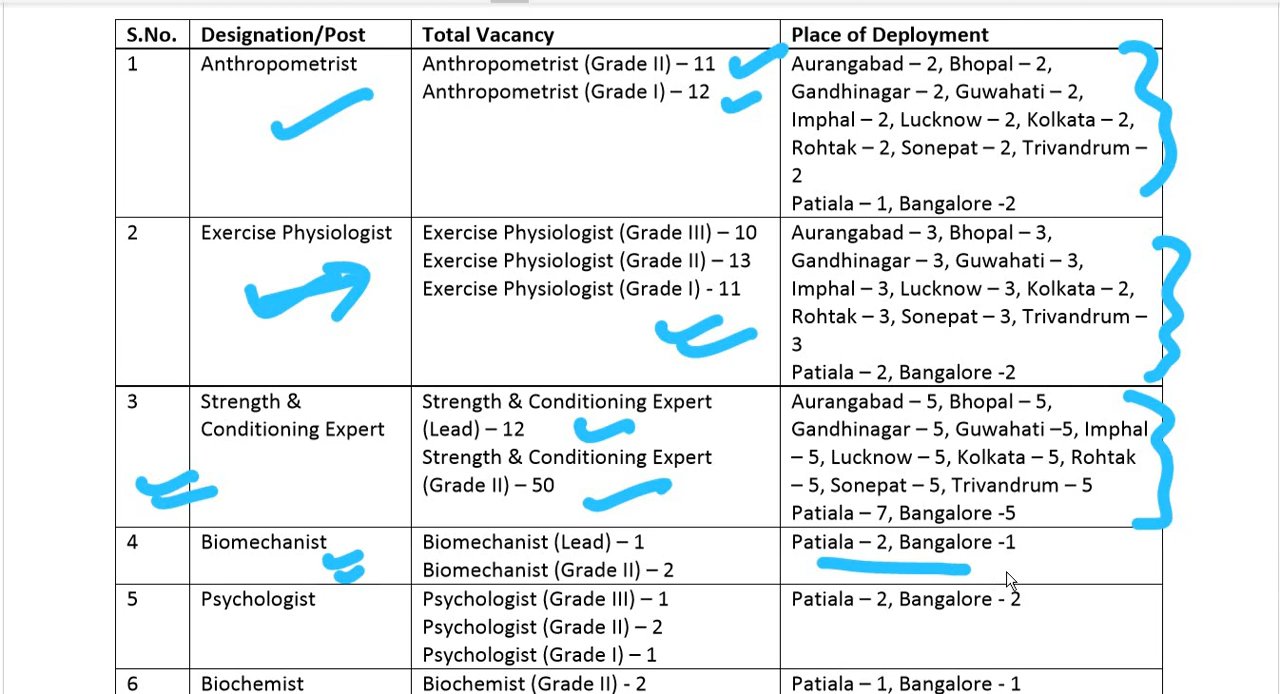 S.No. Designation/Post Total Vacancy Place of Deployment
1 Anthropometrist Anthropometrist (Grade II) – 11 Aurangabad – 2, Bhopal – 2,
Anthropometrist (Grade I) – 12 Gandhinagar – 2, Guwahati – 2,
Imphal – 2, Lucknow – 2, Kolkata – 2,
Rohtak – 2, Sonepat – 2, Trivandrum –
2
Patiala – 1, Bangalore -2
2 Exercise Physiologist Exercise Physiologist (Grade III) – 10 Aurangabad – 3, Bhopal – 3,
Exercise Physiologist (Grade II) – 13 Gandhinagar – 3, Guwahati – 3,
Exercise Physiologist (Grade I) - 11 Imphal – 3, Lucknow – 3, Kolkata – 2,
Rohtak – 3, Sonepat – 3, Trivandrum –
3
Patiala – 2, Bangalore -2
3 Strength & Strength & Conditioning Expert Aurangabad – 5, Bhopal – 5,
Conditioning Expert (Lead) – 12 Gandhinagar – 5, Guwahati –5, Imphal
Strength & Conditioning Expert – 5, Lucknow – 5, Kolkata – 5, Rohtak
(Grade II) – 50 – 5, Sonepat – 5, Trivandrum – 5
Patiala – 7, Bangalore -5
4 Biomechanist Biomechanist (Lead) – 1 Patiala – 2, Bangalore -1
Biomechanist (Grade II) – 2
5 Psychologist Psychologist (Grade III) – 1 Patiala – 2, Bangalore - 2
Psychologist (Grade II) – 2
Psychologist (Grade I) – 1
6 Biochemist Biochemist (Grade II) - 2 Patiala – 1, Bangalore - 1